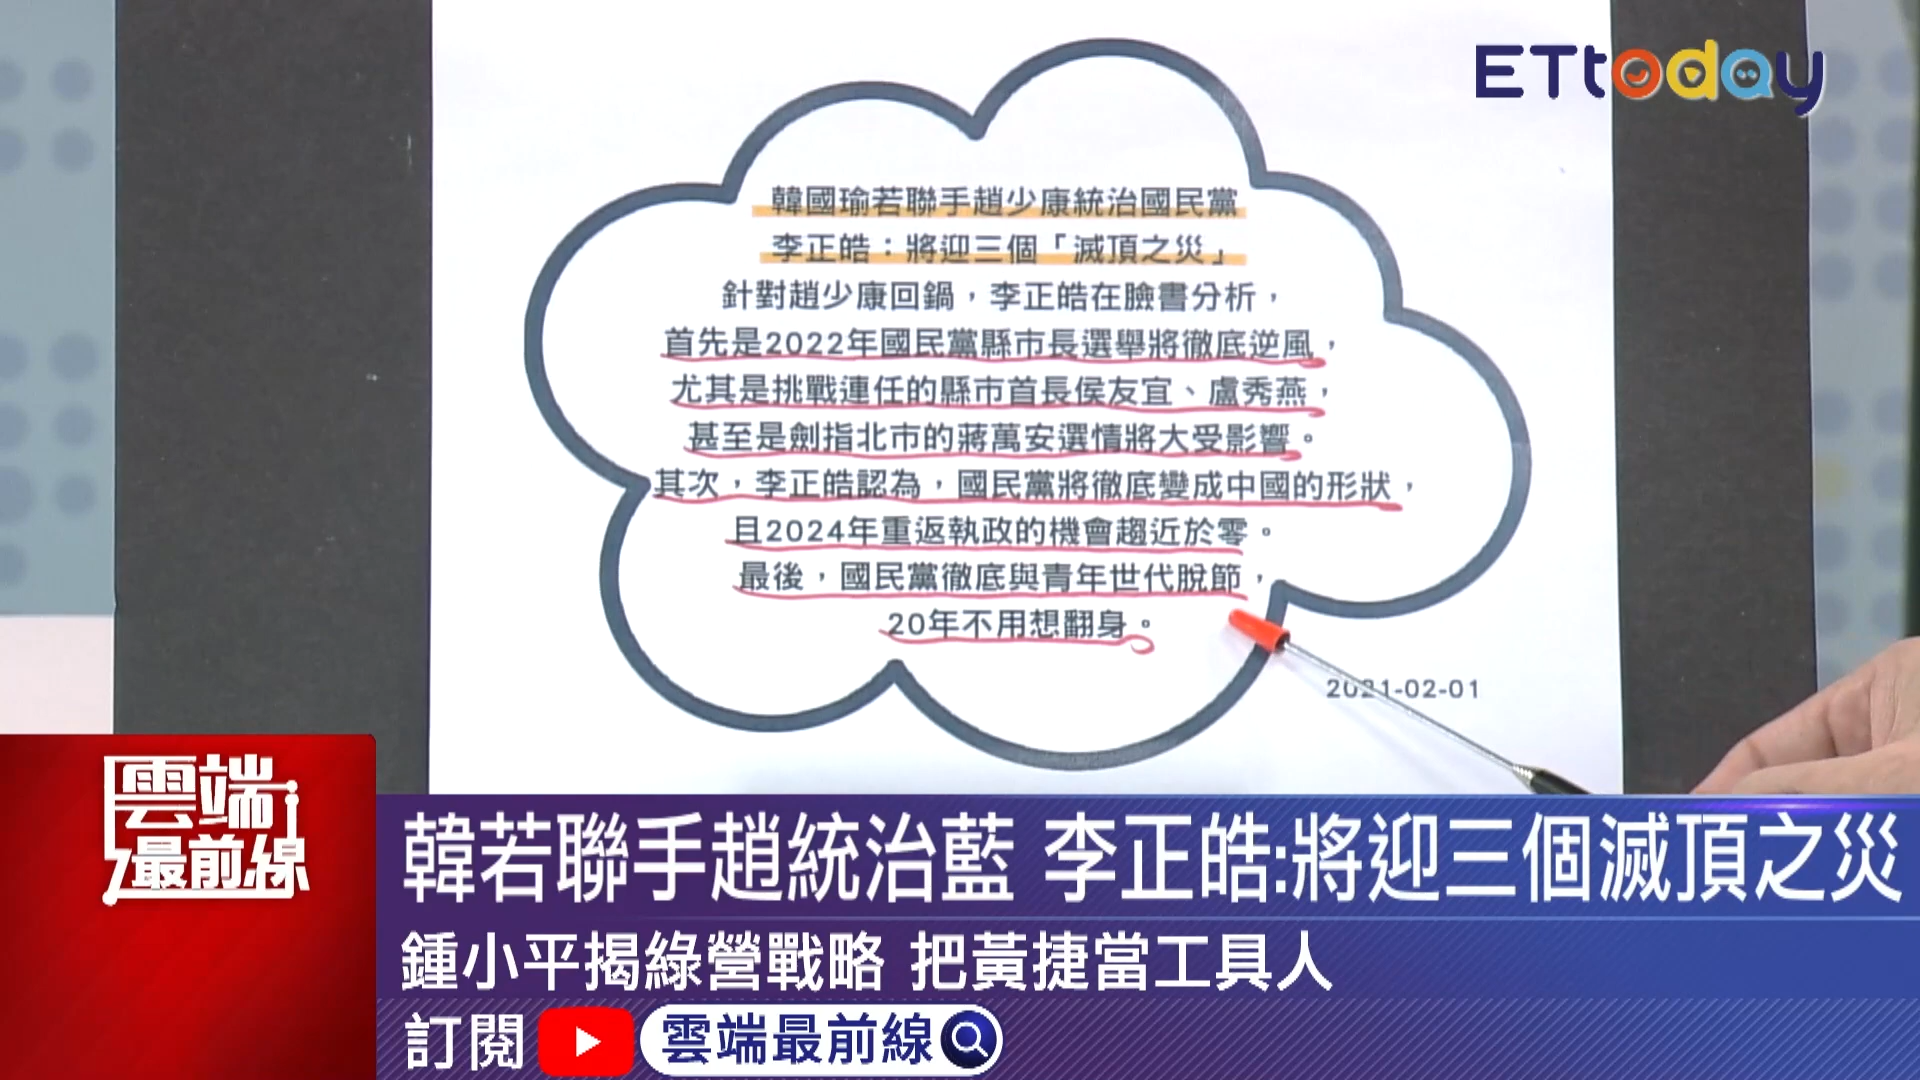 ETtoday
韓國瑜若聯手趙少康統治國民黨
李正皓：將迎三個「滅頂之災」
針對趙少康回鍋，李正皓在臉書分析，
首先是2022年國民黨縣市長選舉將徹底逆風，
尤其是挑戰連任的縣市首長侯友宜、盧秀燕，
甚至是劍指北市的蔣萬安選情將大受影響。
其次，李正皓認為，國民黨將徹底變成中國的形狀，
且2024年重返執政的機會趨近於零。
最後，國民黨徹底與青年世代脫節，
20年不用想翻身。
2021-02-01
雲端
最前線
韓若聯手趙統治藍 李正皓:將迎三個滅頂之災
鍾小平揭綠營戰略 把黃捷當工具人
訂閱 雲端最前線